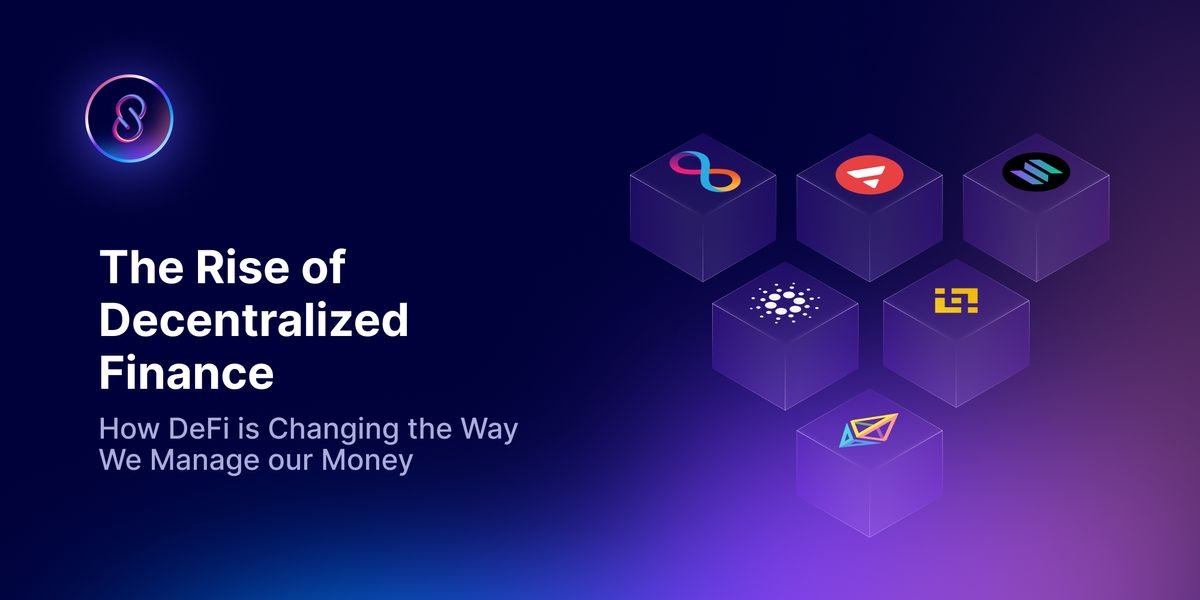 The Rise of
Decentralized
Finance
How DeFi is Changing the Way
We Manage our Money